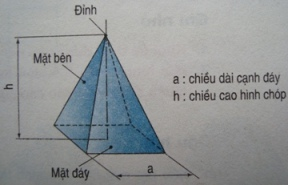 Đỉnh
Mặt bên
h
a : chiều dài cạnh đáy
h : chiều cao hình chóp
Mặt đáy
a